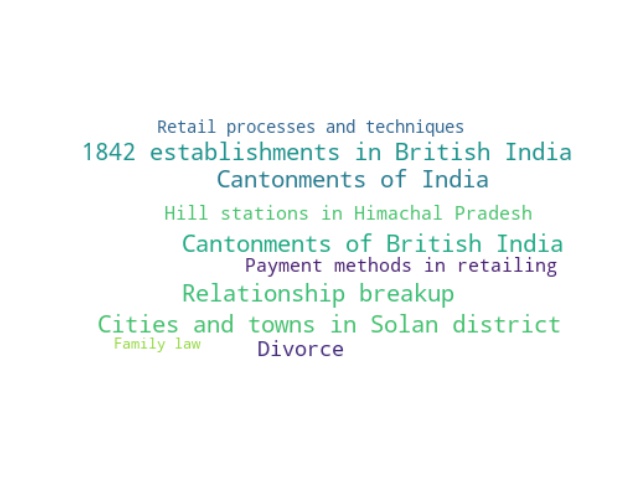 Retail processes and techniques
1842 establishments in British India
Cantonments of India
Hill stations in Himachal Pradesh
Cantonments of British India
Payment methods in retailing
Relationship breakup
Cities and towns in Solan district
Family law
Divorce